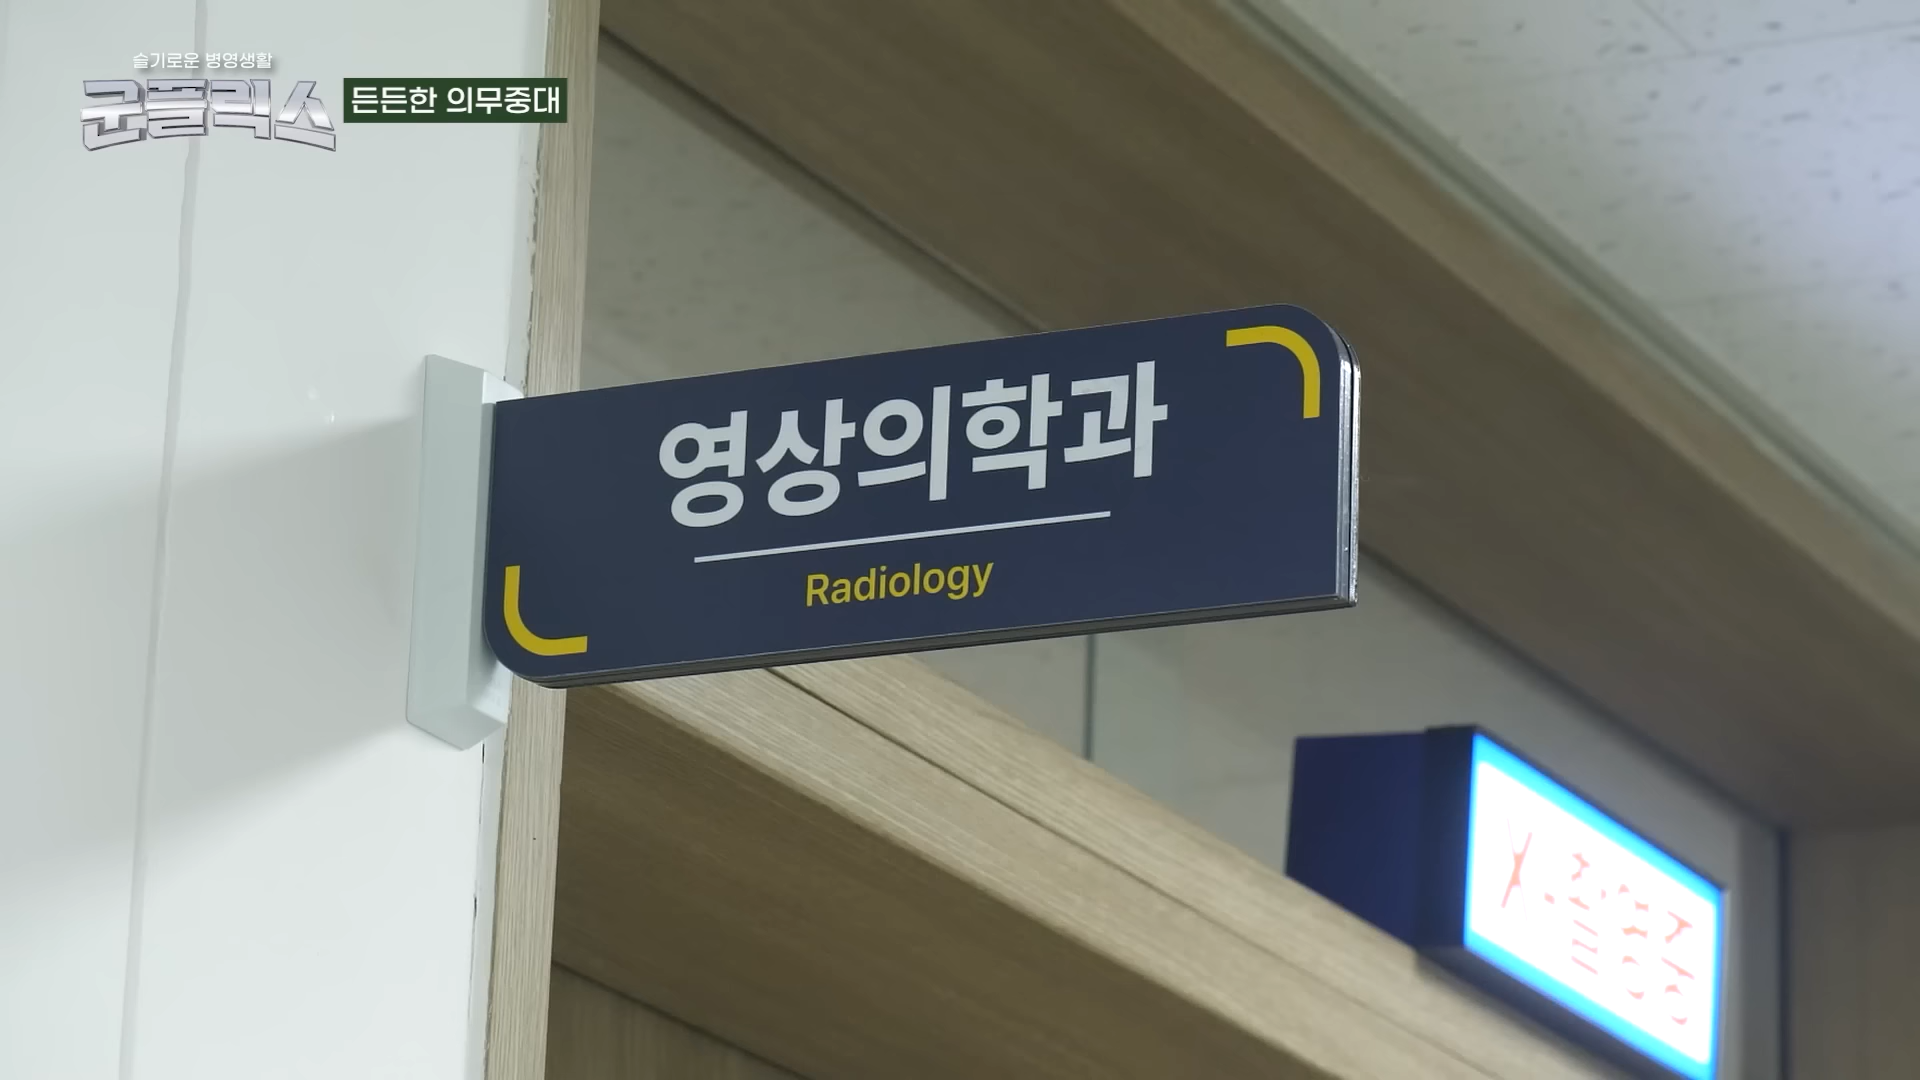 슬기로운 병영생활
군플릭스
든든한 의무중대
영상의학과
Radiology